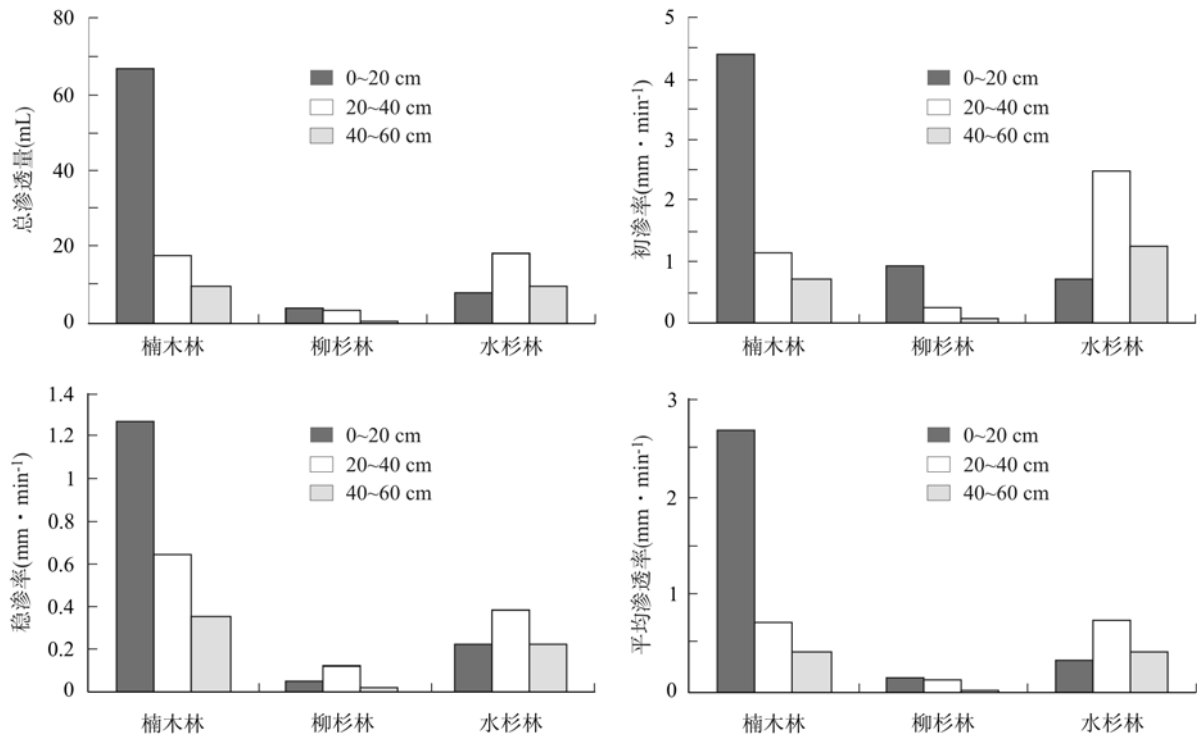 总渗透量(mL)
80
60
40
20
0
0~20 cm
20~40 cm
40~60 cm
楠木林
柳杉林
水杉林
初渗率(mm·min⁻¹)
5
4
3
2
1
0
0~20 cm
20~40 cm
40~60 cm
楠木林
柳杉林
水杉林
稳渗率(mm·min⁻¹)
1.4
1.2
1
0.8
0.6
0.4
0.2
0
0~20 cm
20~40 cm
40~60 cm
楠木林
柳杉林
水杉林
平均渗透率(mm·min⁻¹)
3
2
1
0
0~20 cm
20~40 cm
40~60 cm
楠木林
柳杉林
水杉林